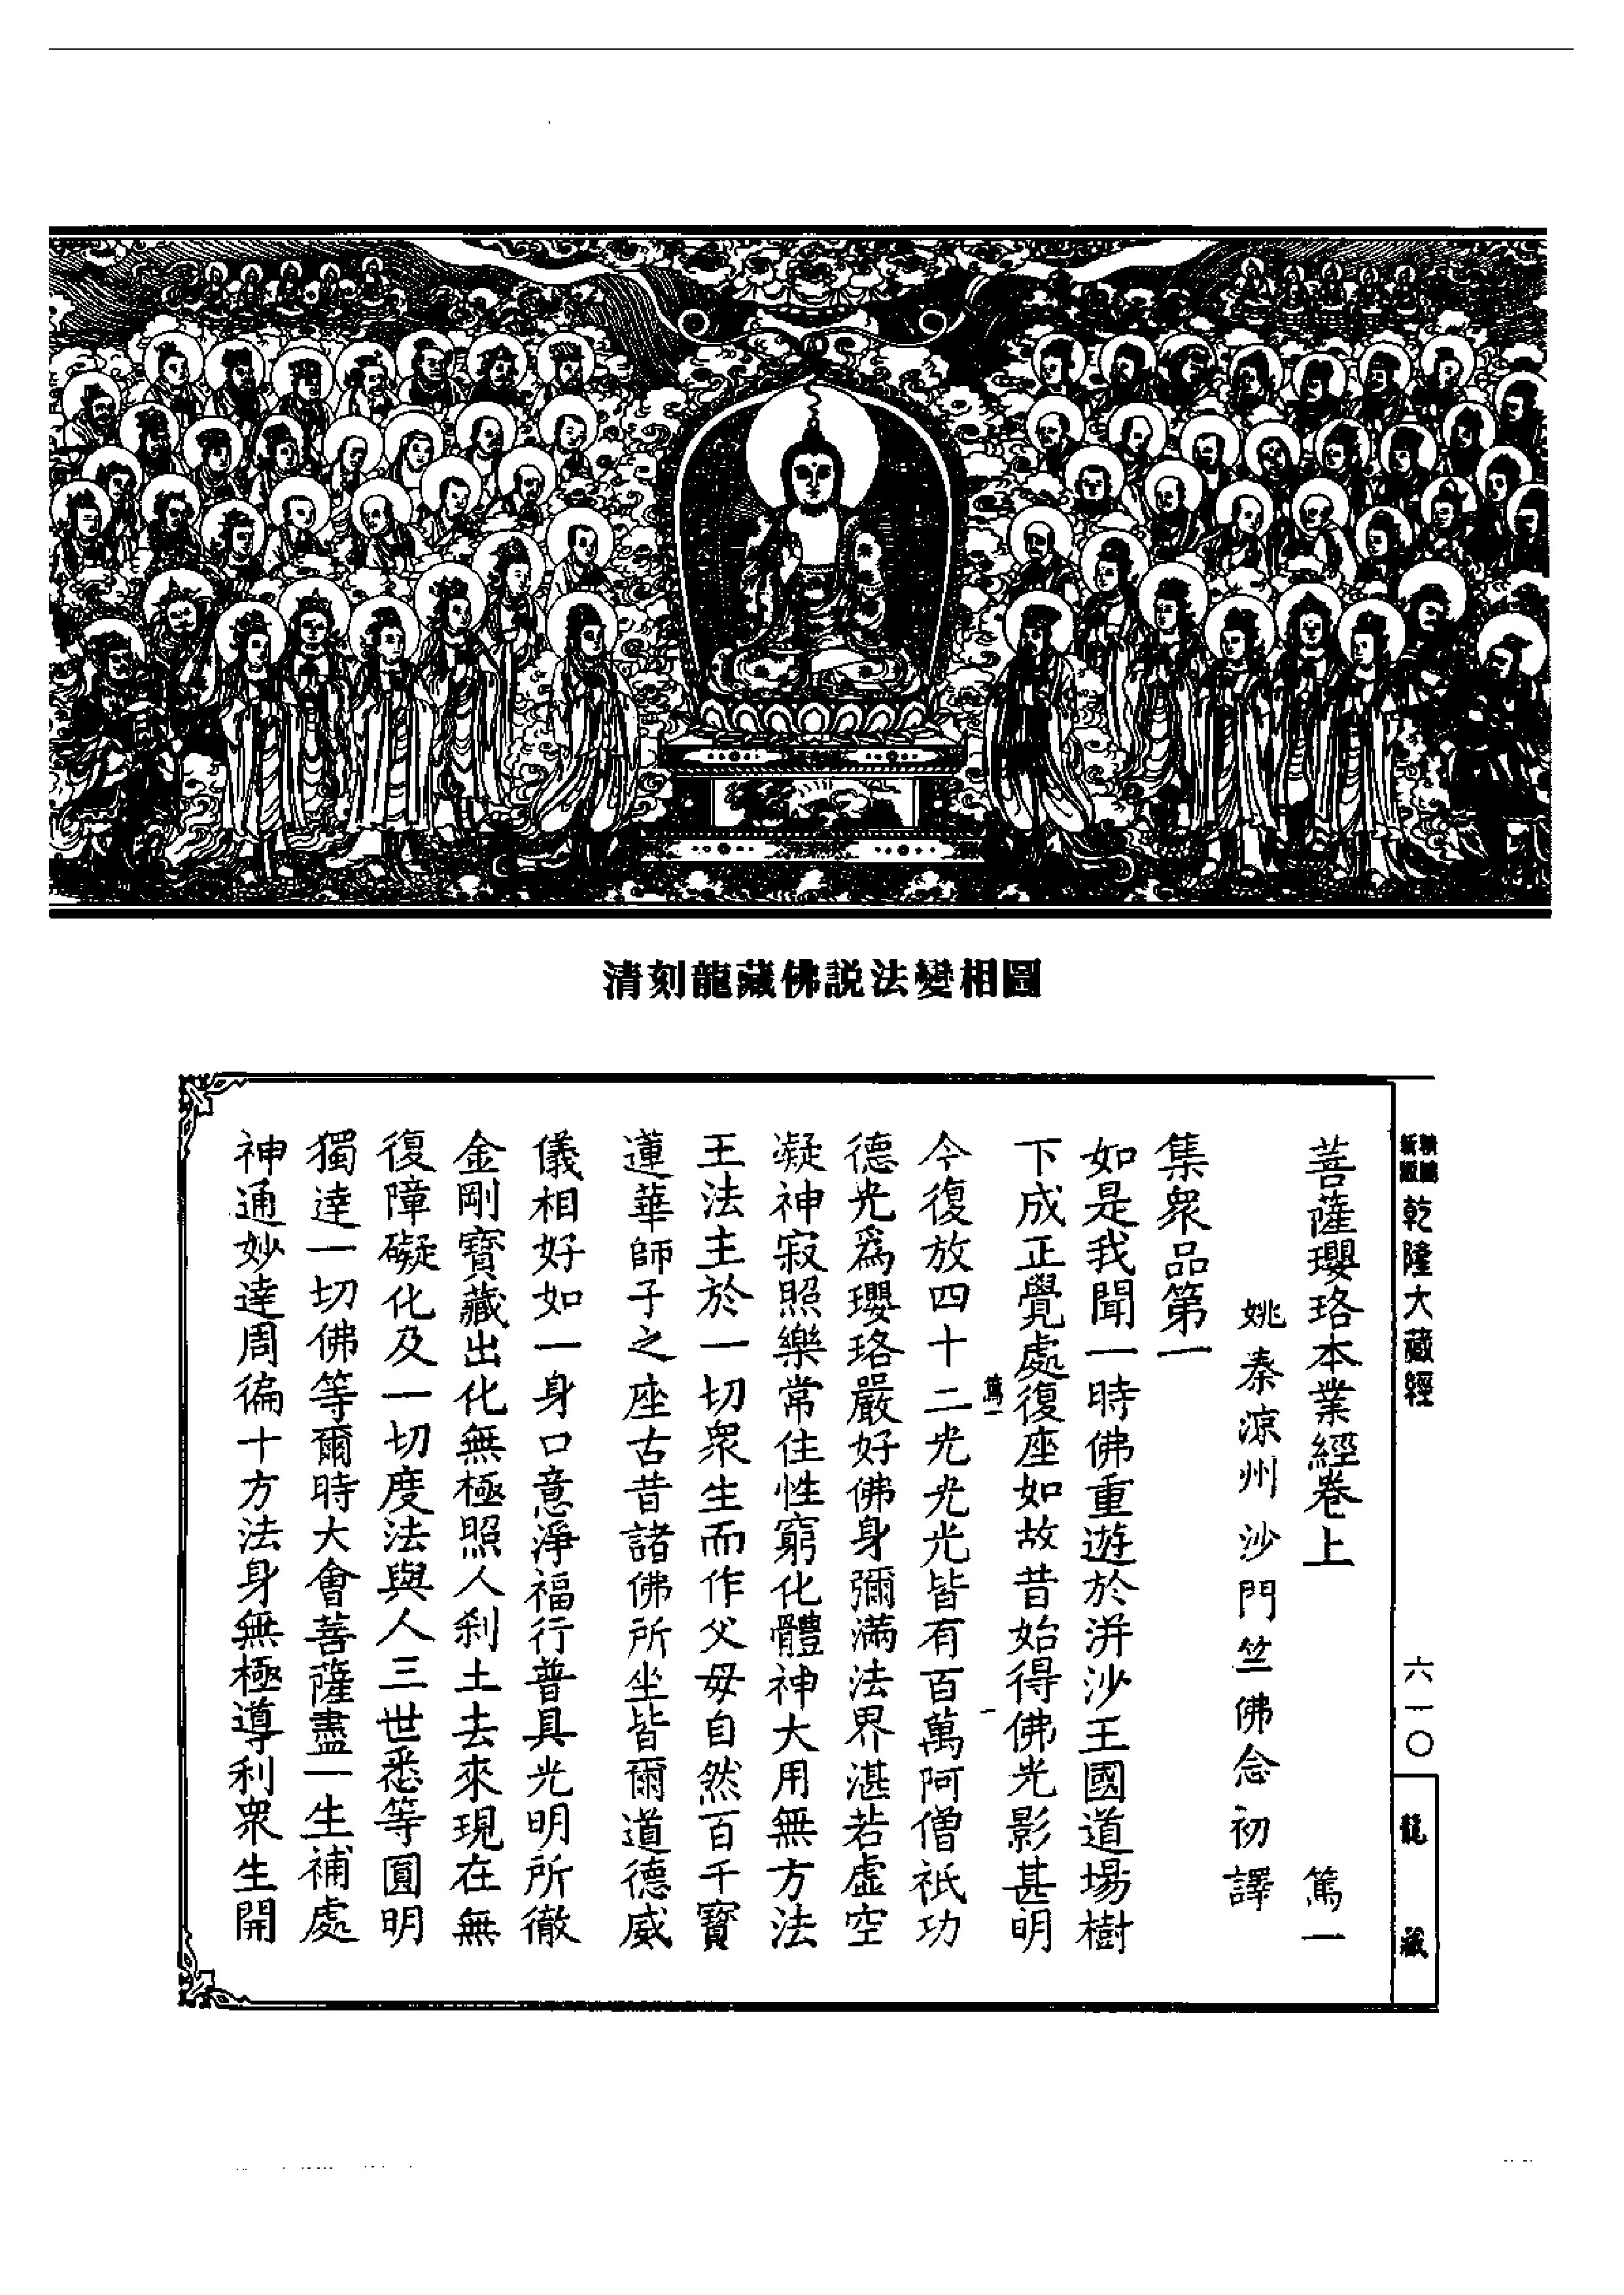 清刻龍藏佛説法變相圖
乾隆大藏經
六一〇
龍藏
菩薩瓔珞本業經卷上 篤一
姚秦涼州沙門竺佛念初譯
集衆品第一
如是我聞一時佛重遊於洴沙王國道場樹
下成正覺處復座如故昔始得佛光影甚明
篤一 一
今復放四十二光光光皆有百萬阿僧祇功
德光爲瓔珞嚴好佛身彌滿法界湛若虛空
凝神寂照樂常住性窮化體神大用無方法
王法主於一切衆生而作父母自然百千寶
蓮華師子之座古昔諸佛所坐皆爾道德威
儀相好如一身口意淨福行普具光明所徹
金剛寶藏出化無極照人刹土去來現在無
復障礙化及一切度法與人三世悉等圓明
獨達一切佛等爾時大會菩薩盡一生補處
神通妙達周徧十方法身無極導利衆生開